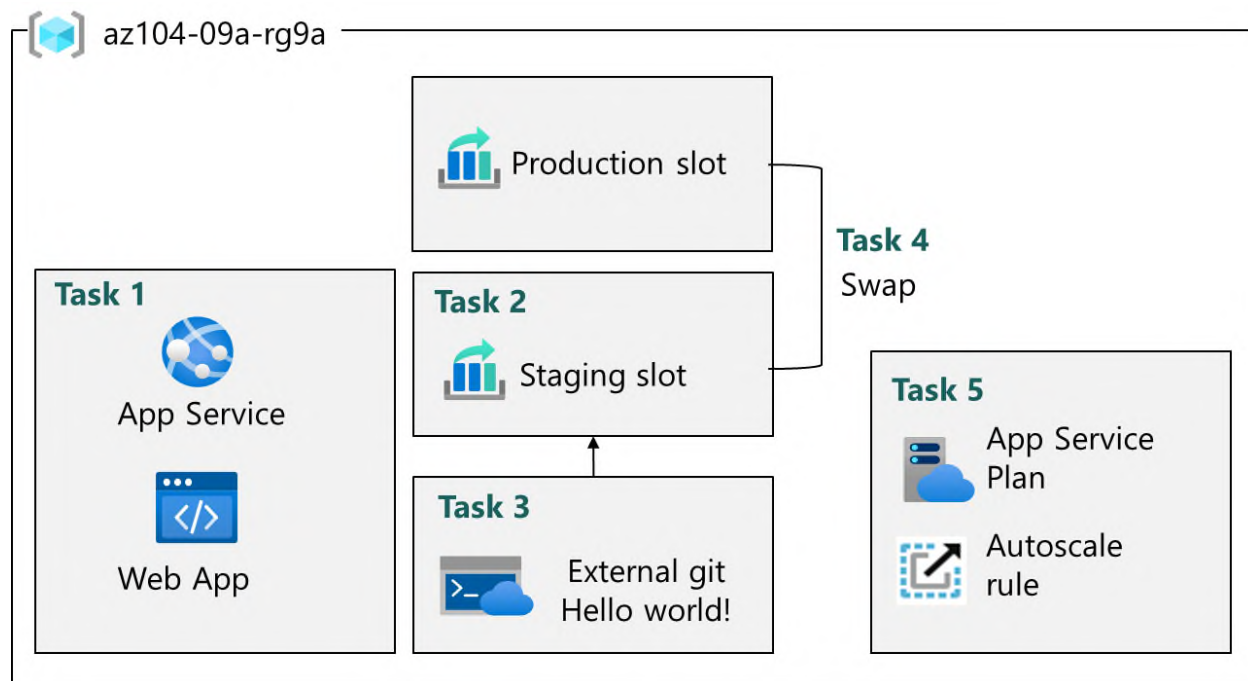 az104-09a-rg9a
Production slot
Task 4
Swap
Task 1
App Service
Web App
Task 2
Staging slot
Task 3
External git
Hello world!
Task 5
App Service
Plan
Autoscale
rule